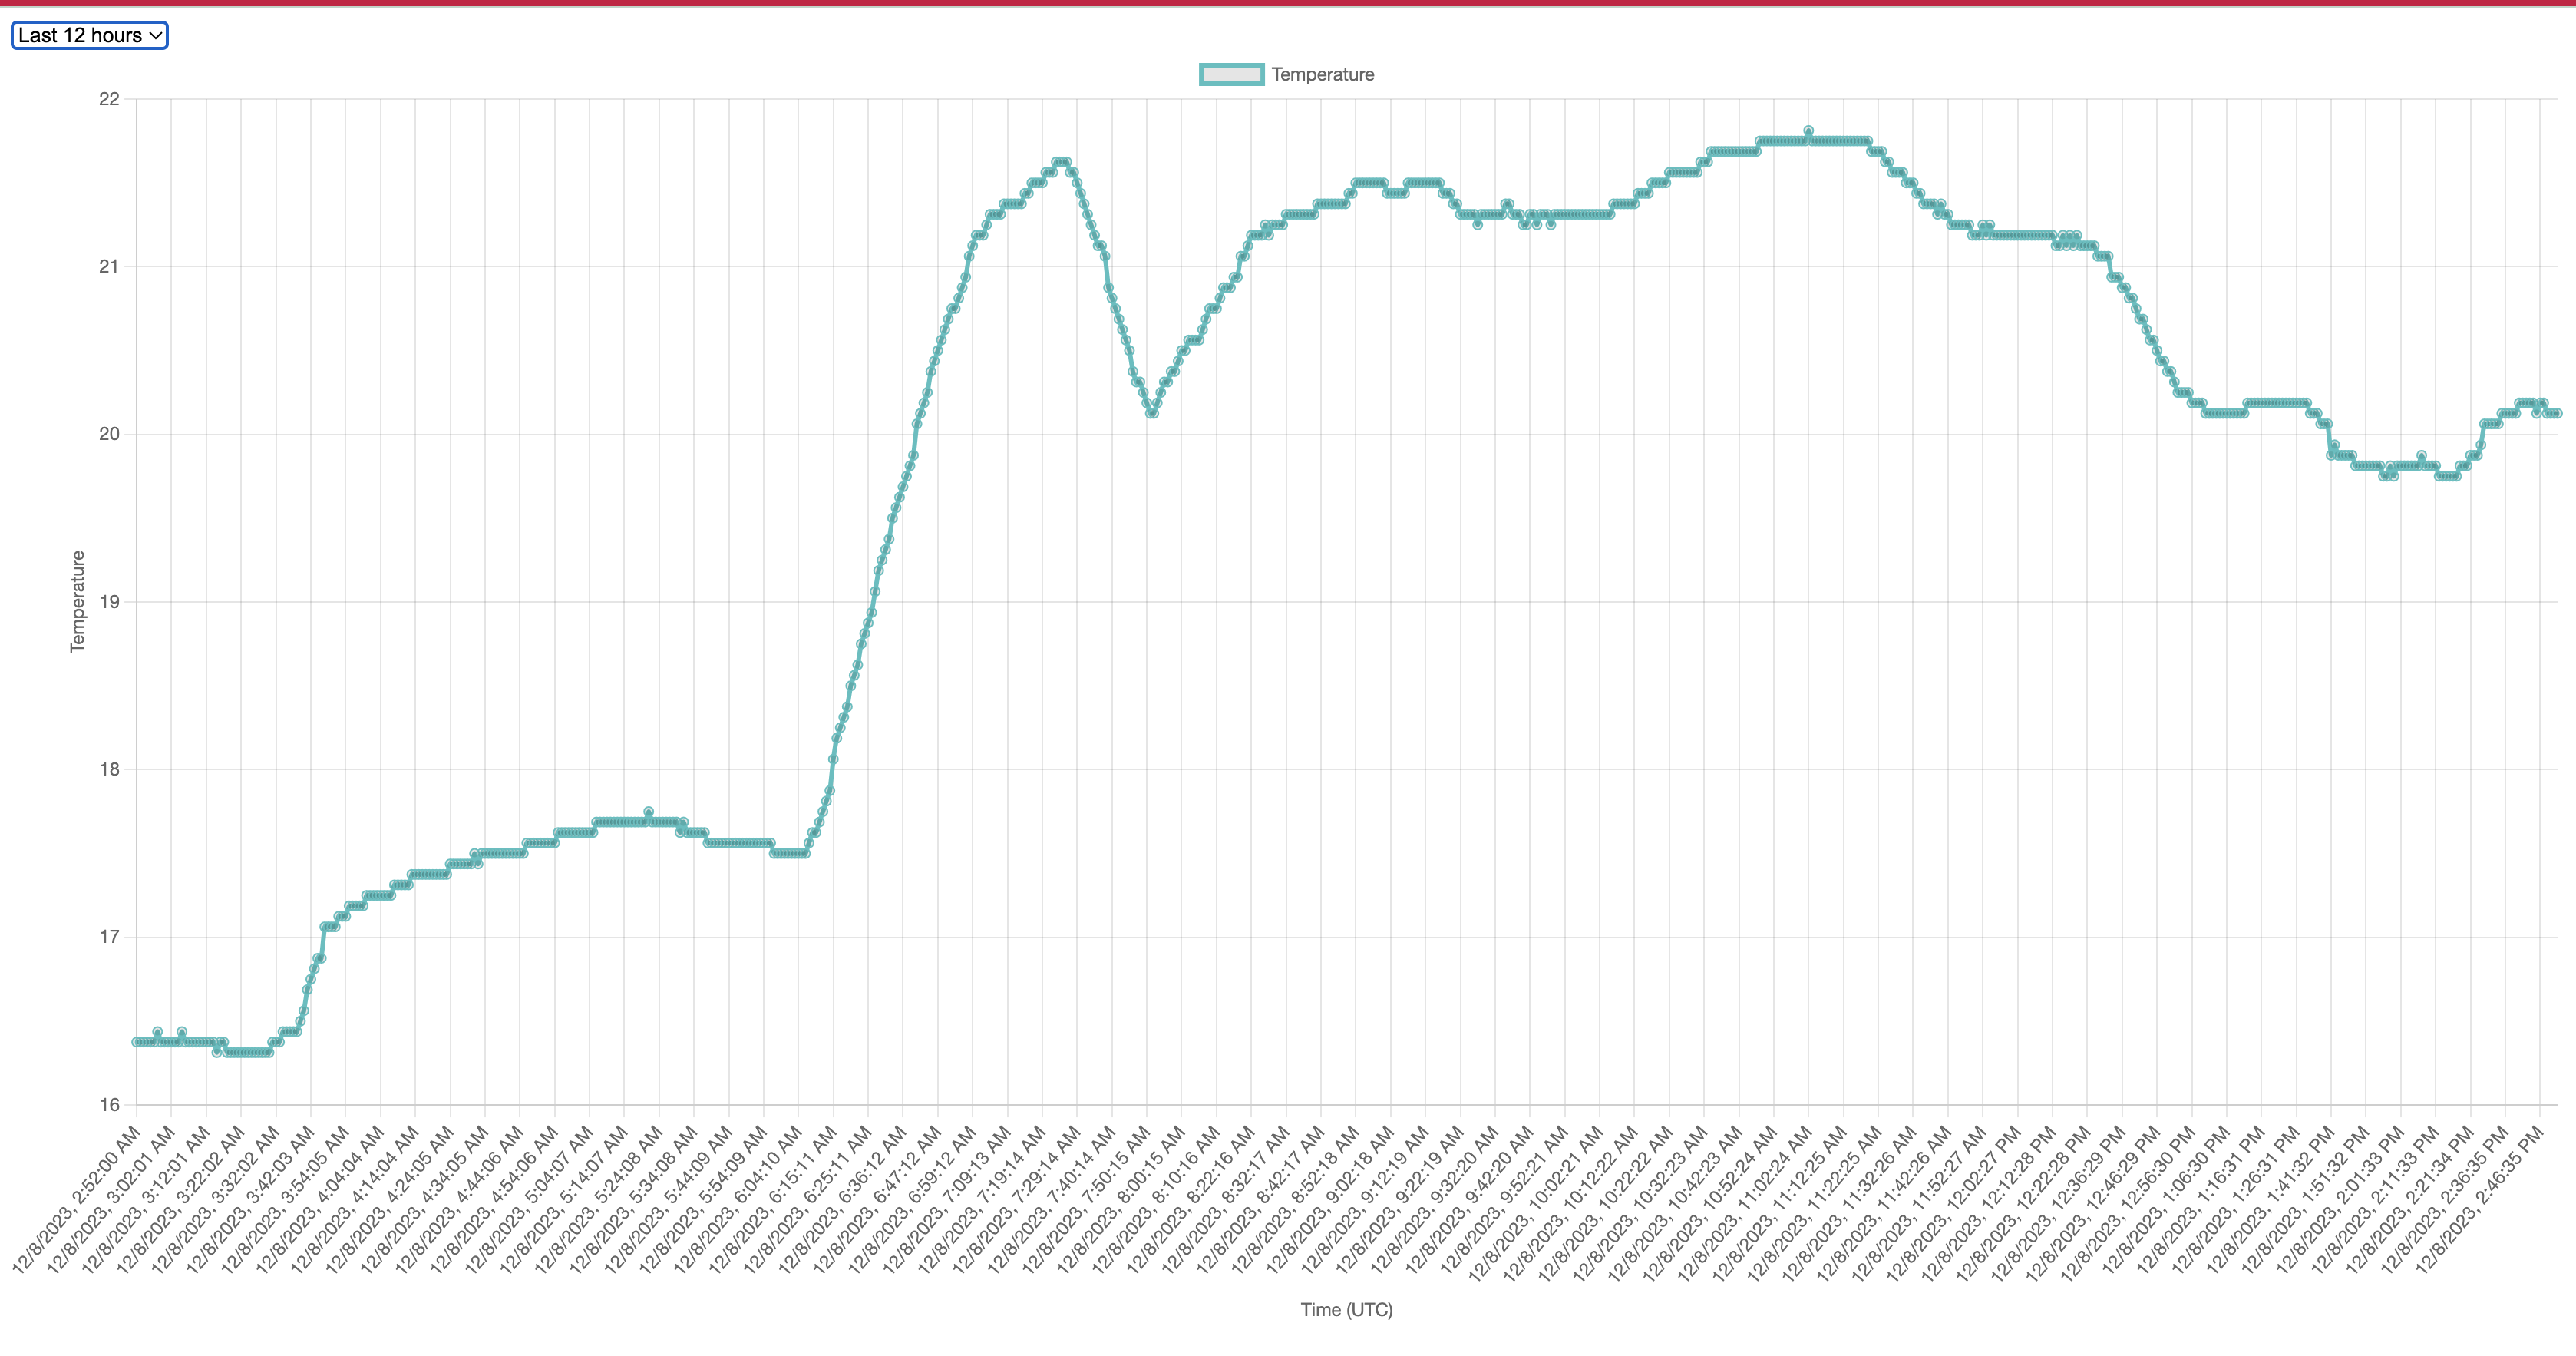 Last 12 hours
Temperature
22
21
20
19
18
17
16
Temperature
12/8/2023, 2:52:00 AM
12/8/2023, 3:02:01 AM
12/8/2023, 3:12:01 AM
12/8/2023, 3:22:02 AM
12/8/2023, 3:32:02 AM
12/8/2023, 3:42:03 AM
12/8/2023, 3:54:05 AM
12/8/2023, 4:04:04 AM
12/8/2023, 4:14:04 AM
12/8/2023, 4:24:05 AM
12/8/2023, 4:34:05 AM
12/8/2023, 4:44:06 AM
12/8/2023, 4:54:06 AM
12/8/2023, 5:04:07 AM
12/8/2023, 5:14:07 AM
12/8/2023, 5:24:08 AM
12/8/2023, 5:34:08 AM
12/8/2023, 5:44:09 AM
12/8/2023, 5:54:09 AM
12/8/2023, 6:04:10 AM
12/8/2023, 6:15:11 AM
12/8/2023, 6:25:11 AM
12/8/2023, 6:36:12 AM
12/8/2023, 6:47:12 AM
12/8/2023, 6:59:12 AM
12/8/2023, 7:09:13 AM
12/8/2023, 7:19:14 AM
12/8/2023, 7:29:14 AM
12/8/2023, 7:40:14 AM
12/8/2023, 7:50:15 AM
12/8/2023, 8:00:15 AM
12/8/2023, 8:10:16 AM
12/8/2023, 8:22:16 AM
12/8/2023, 8:32:17 AM
12/8/2023, 8:42:17 AM
12/8/2023, 8:52:18 AM
12/8/2023, 9:02:18 AM
12/8/2023, 9:12:19 AM
12/8/2023, 9:22:19 AM
12/8/2023, 9:32:20 AM
12/8/2023, 9:42:20 AM
12/8/2023, 9:52:21 AM
12/8/2023, 10:02:21 AM
12/8/2023, 10:12:22 AM
12/8/2023, 10:22:22 AM
12/8/2023, 10:32:23 AM
12/8/2023, 10:42:23 AM
12/8/2023, 10:52:24 AM
12/8/2023, 11:02:24 AM
12/8/2023, 11:12:25 AM
12/8/2023, 11:22:25 AM
12/8/2023, 11:32:26 AM
12/8/2023, 11:42:26 AM
12/8/2023, 11:52:27 AM
12/8/2023, 12:02:27 PM
12/8/2023, 12:12:28 PM
12/8/2023, 12:22:28 PM
12/8/2023, 12:36:29 PM
12/8/2023, 12:46:29 PM
12/8/2023, 12:56:30 PM
12/8/2023, 1:06:30 PM
12/8/2023, 1:16:31 PM
12/8/2023, 1:26:31 PM
12/8/2023, 1:41:32 PM
12/8/2023, 1:51:32 PM
12/8/2023, 2:01:33 PM
12/8/2023, 2:11:33 PM
12/8/2023, 2:21:34 PM
12/8/2023, 2:36:35 PM
12/8/2023, 2:46:35 PM
Time (UTC)